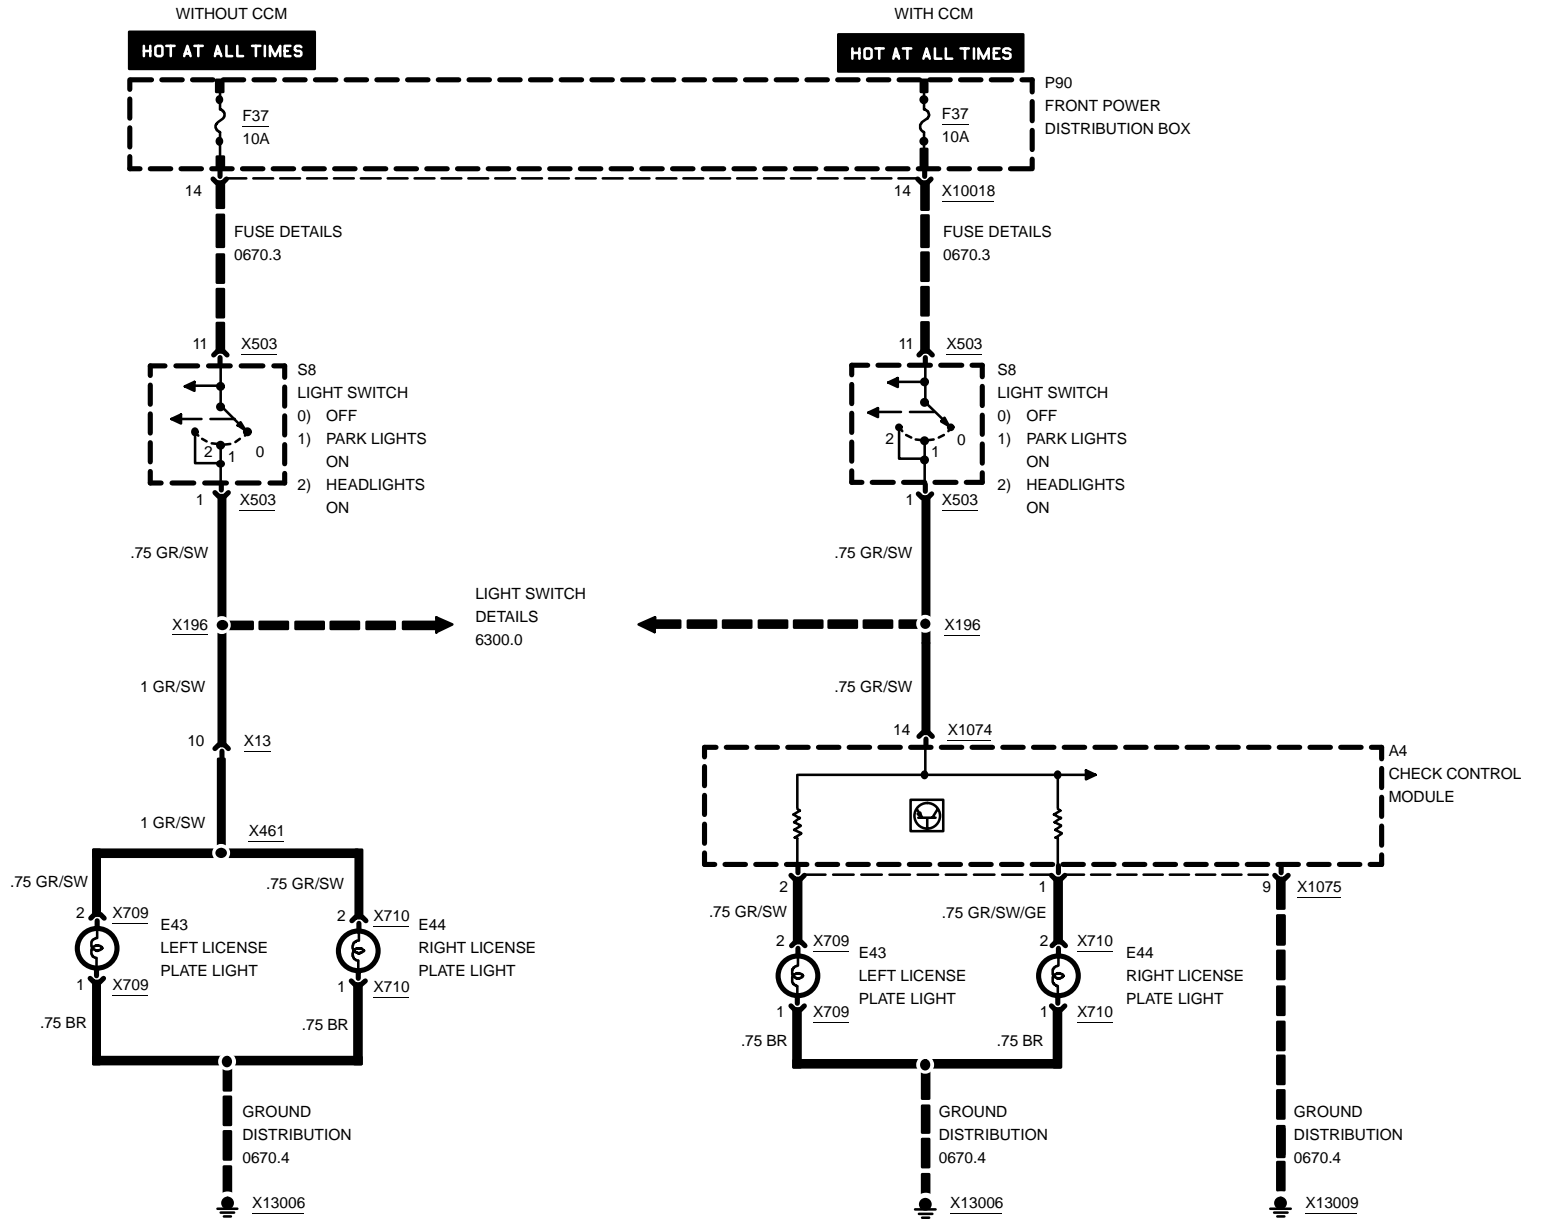 WITHOUT CCM
WITH CCM
HOT AT ALL TIMES
HOT AT ALL TIMES
P90
FRONT POWER
DISTRIBUTION BOX
F37
10A
F37
10A
14
14
X10018
FUSE DETAILS
0670.3
FUSE DETAILS
0670.3
11
X503
11
X503
S8
LIGHT SWITCH
0) OFF
1) PARK LIGHTS
ON
2) HEADLIGHTS
ON
2
1
0
S8
LIGHT SWITCH
0) OFF
1) PARK LIGHTS
ON
2) HEADLIGHTS
ON
2
1
0
1
X503
1
X503
.75 GR/SW
.75 GR/SW
LIGHT SWITCH
DETAILS
6300.0
X196
X196
1 GR/SW
.75 GR/SW
10
X13
14
X1074
A4
CHECK CONTROL
MODULE
1 GR/SW
X461
.75 GR/SW
.75 GR/SW
2
X709
E43
LEFT LICENSE
PLATE LIGHT
1
X709
2
X710
E44
RIGHT LICENSE
PLATE LIGHT
1
X710
.75 BR
.75 BR
2
1
9
X1075
.75 GR/SW
.75 GR/SW/GE
2
X709
E43
LEFT LICENSE
PLATE LIGHT
1
X709
2
X710
E44
RIGHT LICENSE
PLATE LIGHT
1
X710
.75 BR
.75 BR
GROUND
DISTRIBUTION
0670.4
GROUND
DISTRIBUTION
0670.4
GROUND
DISTRIBUTION
0670.4
X13006
X13006
X13009